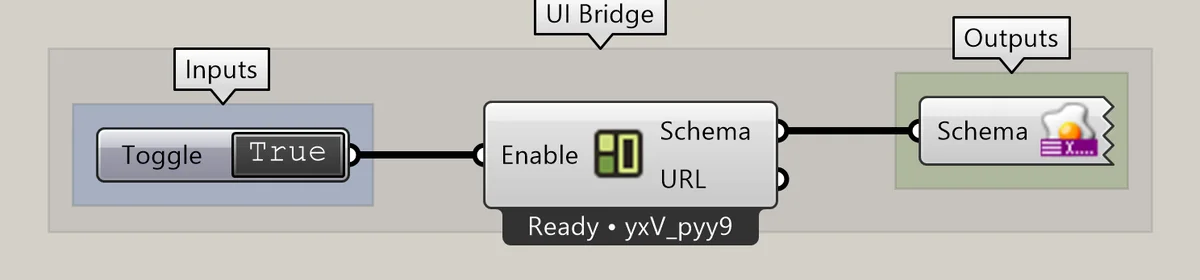 UI Bridge
Inputs
Outputs
Toggle True
Enable
Schema
URL
Ready • yxV_pyy9
Schema
X....